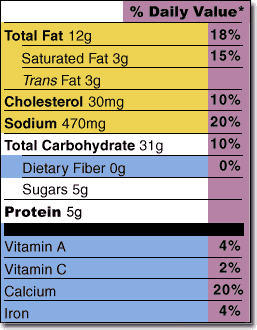 % Daily Value*
Total Fat 12g 18%
Saturated Fat 3g 15%
Trans Fat 3g
Cholesterol 30mg 10%
Sodium 470mg 20%
Total Carbohydrate 31g 10%
Dietary Fiber 0g 0%
Sugars 5g
Protein 5g
Vitamin A 4%
Vitamin C 2%
Calcium 20%
Iron 4%